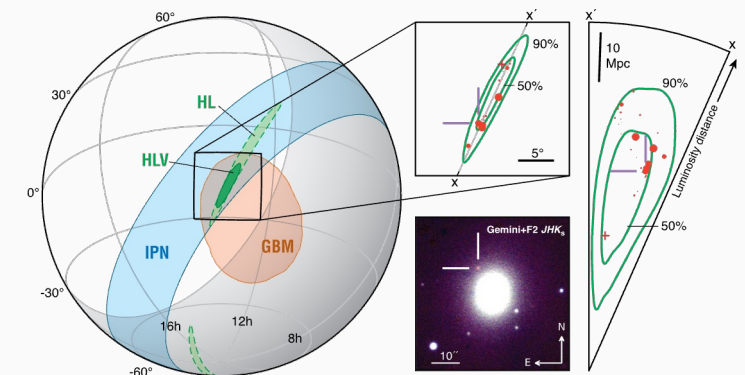 60°
30°
0°
-30°
-60°
HL
HLV
IPN
GBM
16h
12h
8h
x′
90%
50%
5°
x
Gemini+F2 JHKs
10″
N
E
x′
x
10
Mpc
90%
Luminosity distance
50%